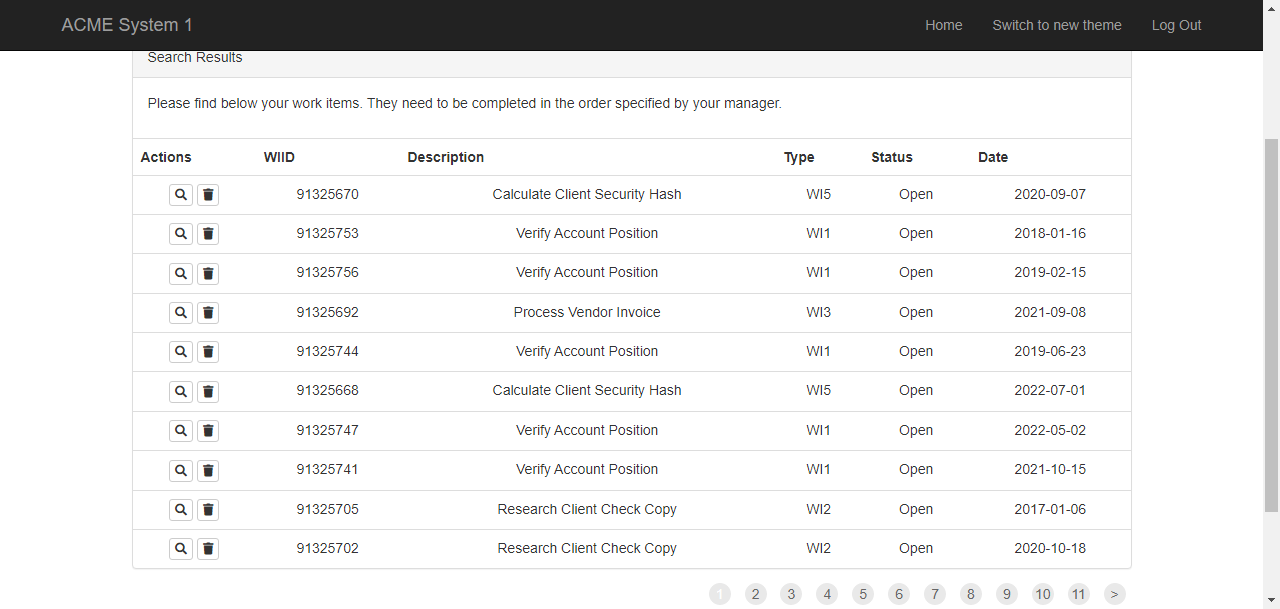 ACME System 1 Home Switch to new theme Log Out
Search Results
Please find below your work items. They need to be completed in the order specified by your manager.
Actions WIID Description Type Status Date
91325670 Calculate Client Security Hash WI5 Open 2020-09-07
91325753 Verify Account Position WI1 Open 2018-01-16
91325756 Verify Account Position WI1 Open 2019-02-15
91325692 Process Vendor Invoice WI3 Open 2021-09-08
91325744 Verify Account Position WI1 Open 2019-06-23
91325668 Calculate Client Security Hash WI5 Open 2022-07-01
91325747 Verify Account Position WI1 Open 2022-05-02
91325741 Verify Account Position WI1 Open 2021-10-15
91325705 Research Client Check Copy WI2 Open 2017-01-06
91325702 Research Client Check Copy WI2 Open 2020-10-18
1 2 3 4 5 6 7 8 9 10 11 >